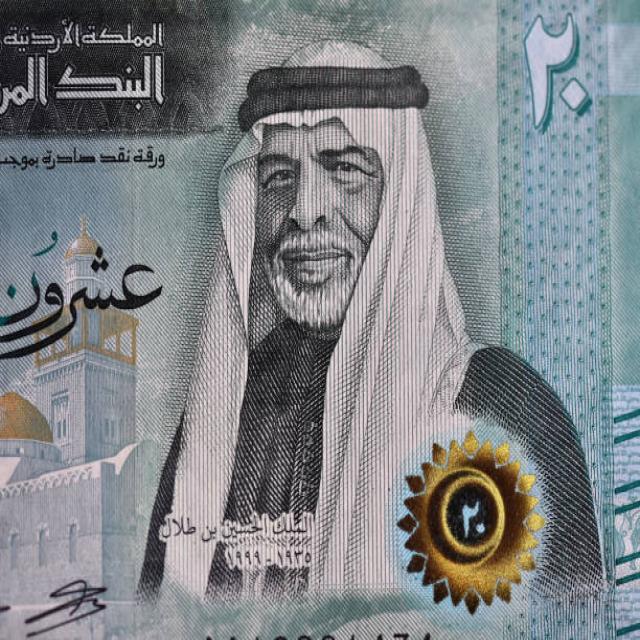 المملكة الأردنية
البنك المر
ورقة نقد صادرة بموجب
٢٠
عشرون
٢٠
الملك الحسين بن طلال
١٩٣٥ - ١٩٩٩